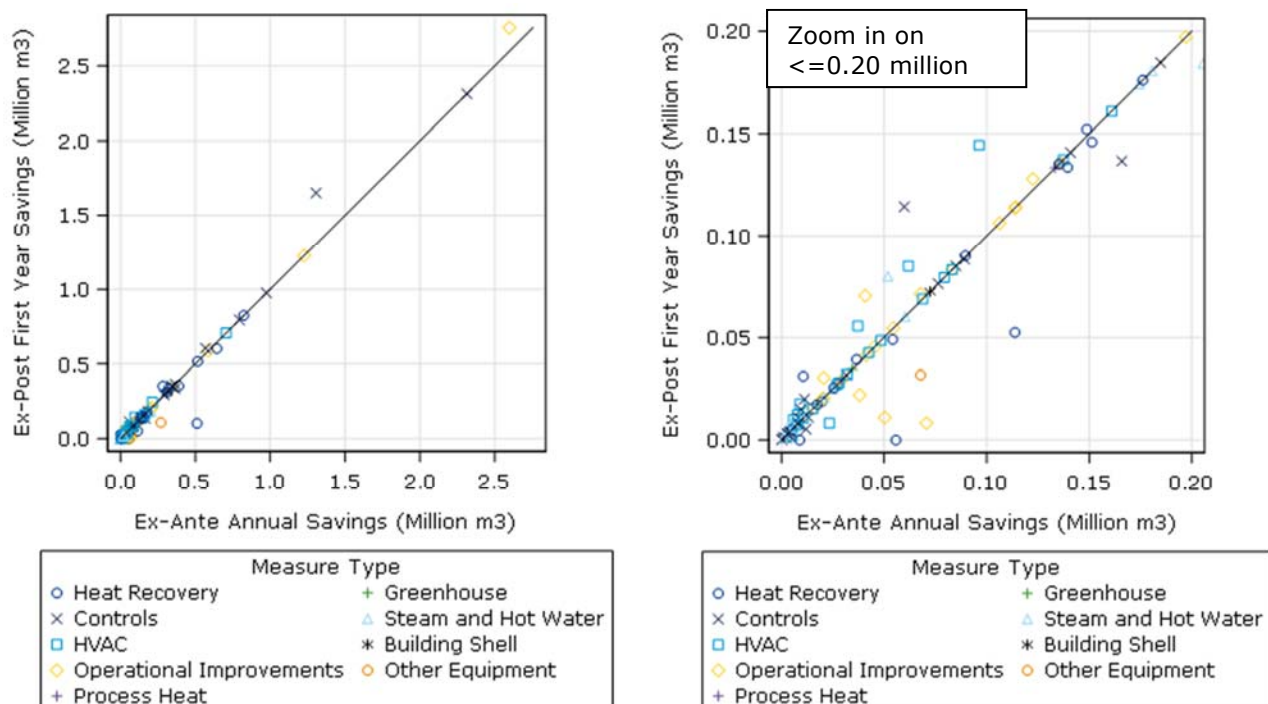 Ex-Post First Year Savings (Million m3)
2.5
2.0
1.5
1.0
0.5
0.0
0.0 0.5 1.0 1.5 2.0 2.5
Ex-Ante Annual Savings (Million m3)
Measure Type
Heat Recovery
Controls
HVAC
Operational Improvements
Process Heat
Greenhouse
Steam and Hot Water
Building Shell
Other Equipment
Zoom in on
<=0.20 million
Ex-Post First Year Savings (Million m3)
0.20
0.15
0.10
0.05
0.00
0.00 0.05 0.10 0.15 0.20
Ex-Ante Annual Savings (Million m3)
Measure Type
Heat Recovery
Controls
HVAC
Operational Improvements
Process Heat
Greenhouse
Steam and Hot Water
Building Shell
Other Equipment